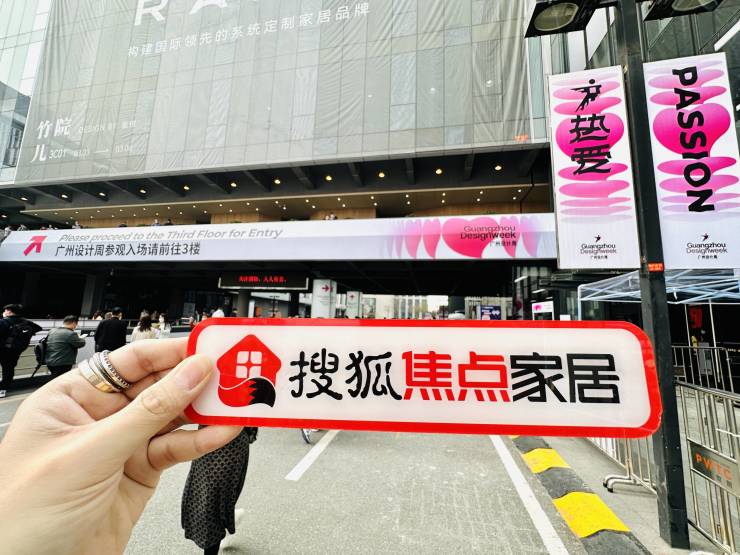 构建国际领先的系统定制家居品牌
竹院
儿
3C01
Please proceed to the Third Floor for Entry
广州设计周参观入场请前往3楼
Guangzhou
Designweek
广州设计周
热爱
Guangzhou
Designweek
广州设计周
PASSION
Guangzhou
Designweek
广州设计周
搜狐焦点家居
PWTC